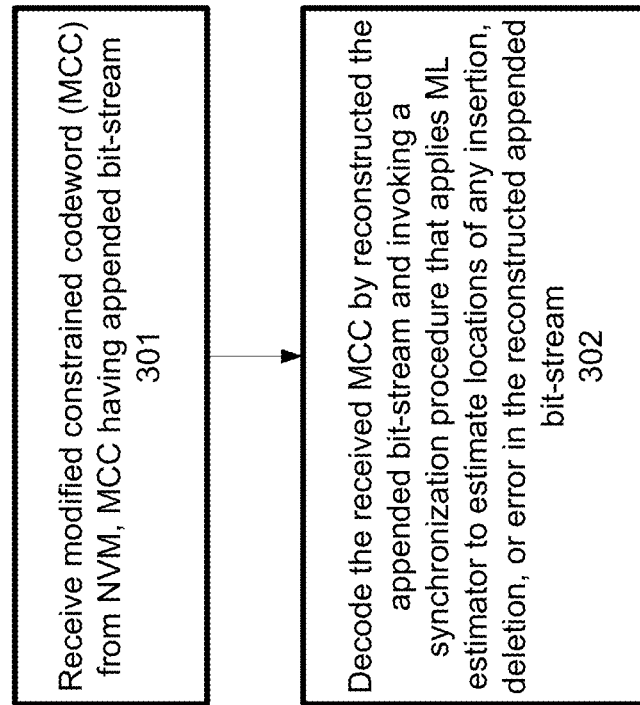 Receive modified constrained codeword (MCC)
from NVM, MCC having appended bit-stream
301
Decode the received MCC by reconstructed the
appended bit-stream and invoking a
synchronization procedure that applies ML
estimator to estimate locations of any insertion,
deletion, or error in the reconstructed appended
bit-stream
302